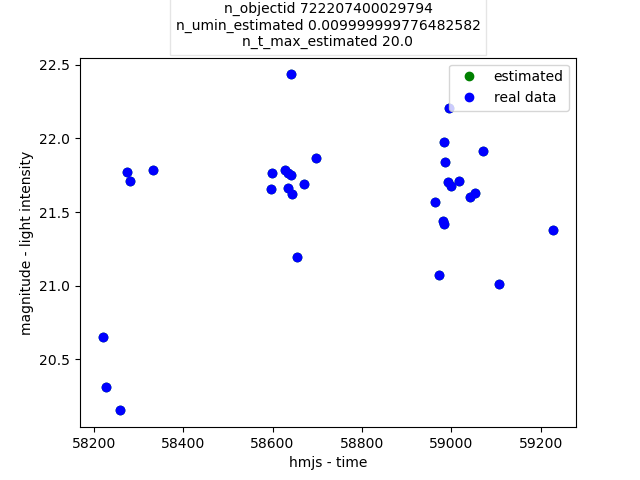 n_objectid 722207400029794
n_umin_estimated 0.009999999776482582
n_t_max_estimated 20.0
estimated
real data
22.5
22.0
21.5
21.0
20.5
magnitude - light intensity
58200 58400 58600 58800 59000 59200
hmjs - time